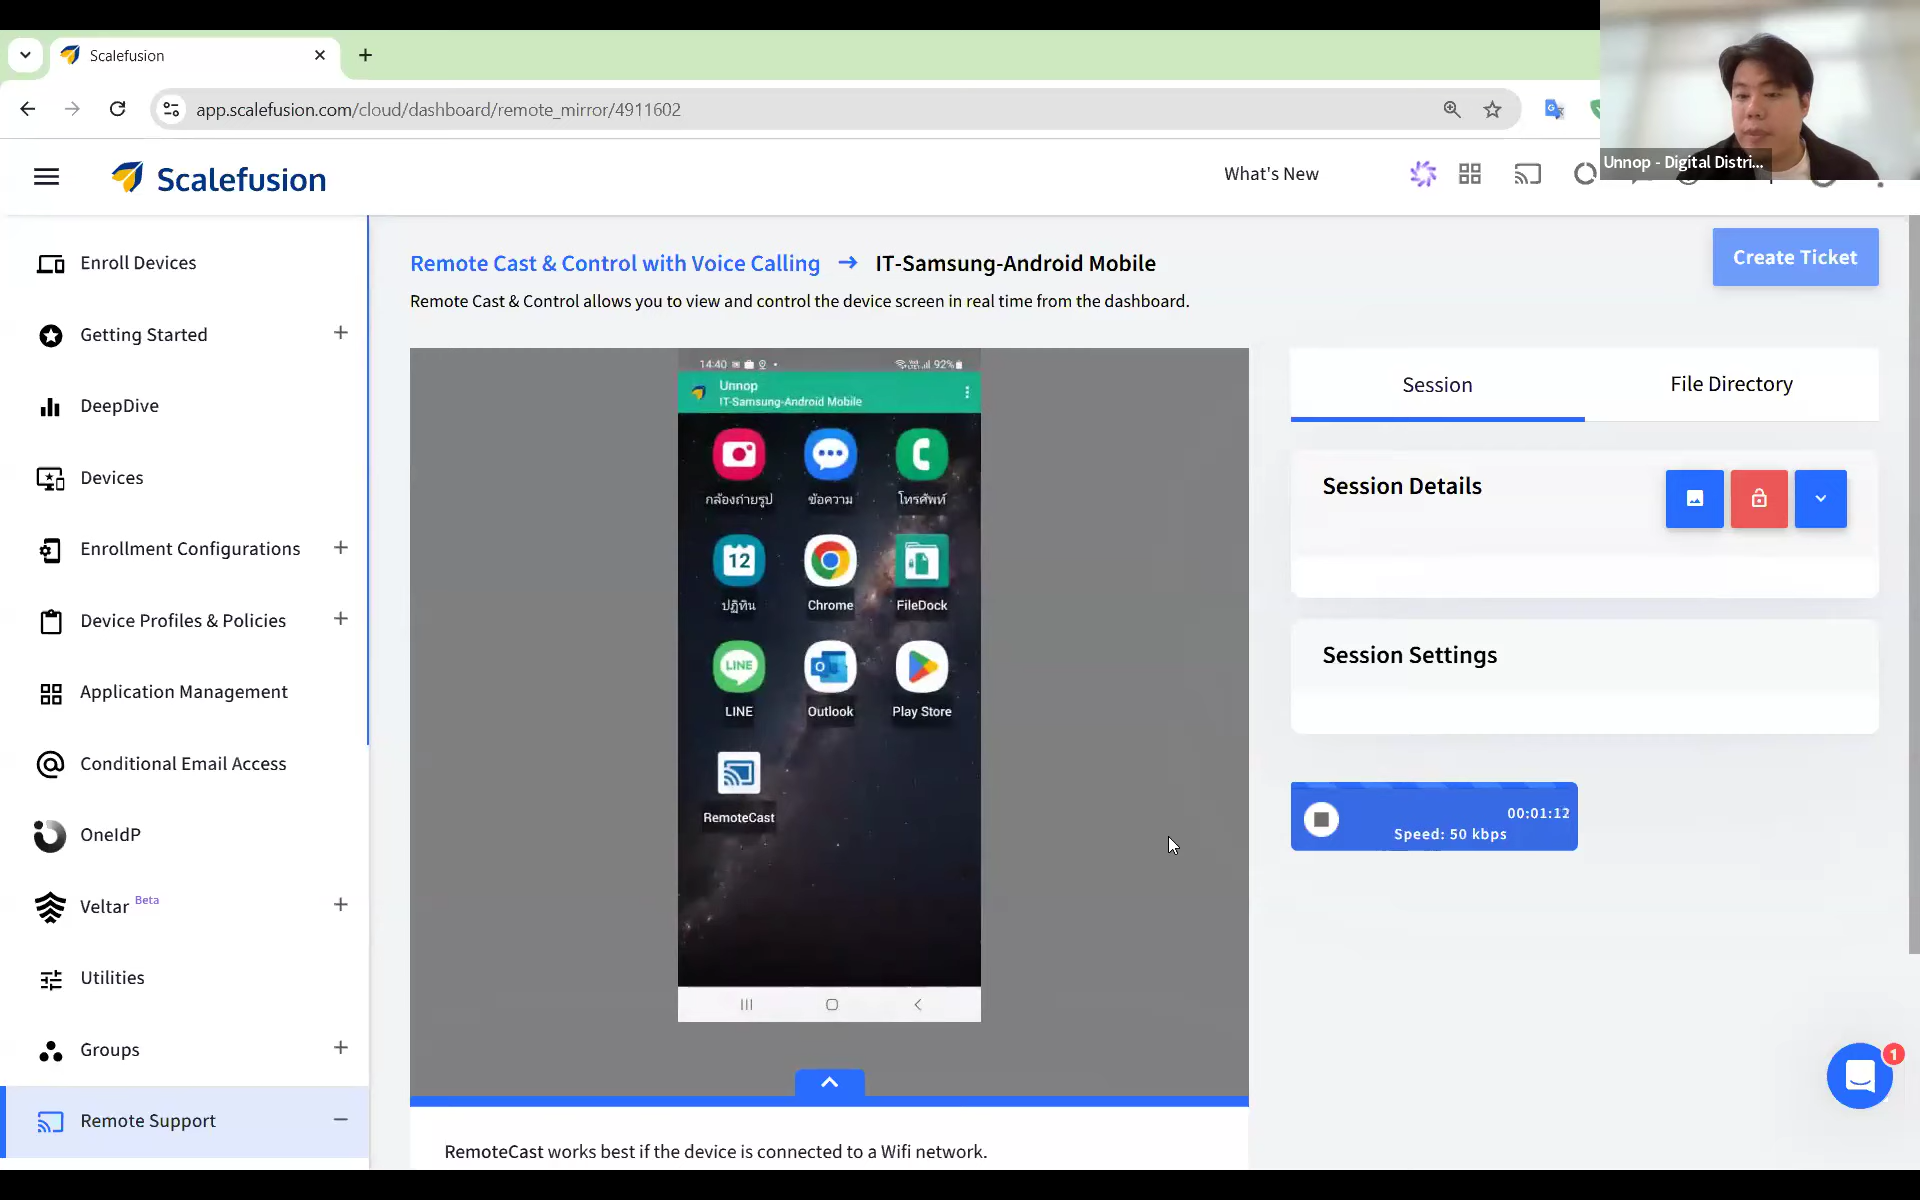 Scalefusion
app.scalefusion.com/cloud/dashboard/remote_mirror/4911602
Unnop - Digital Distri...
Scalefusion
What's New
Enroll Devices
Getting Started
DeepDive
Devices
Enrollment Configurations
Device Profiles & Policies
Application Management
Conditional Email Access
OneIdP
Veltar Beta
Utilities
Groups
Remote Support
Remote Cast & Control with Voice Calling → IT-Samsung-Android Mobile
Remote Cast & Control allows you to view and control the device screen in real time from the dashboard.
Create Ticket
14:40
92%
Unnop
IT-Samsung-Android Mobile
กล้องถ่ายรูป
ข้อความ
โทรศัพท์
12
ปฏิทิน
Chrome
FileDock
LINE
LINE
Outlook
Play Store
RemoteCast
RemoteCast works best if the device is connected to a Wifi network.
Session
File Directory
Session Details
Session Settings
00:01:12
Speed: 50 kbps
1